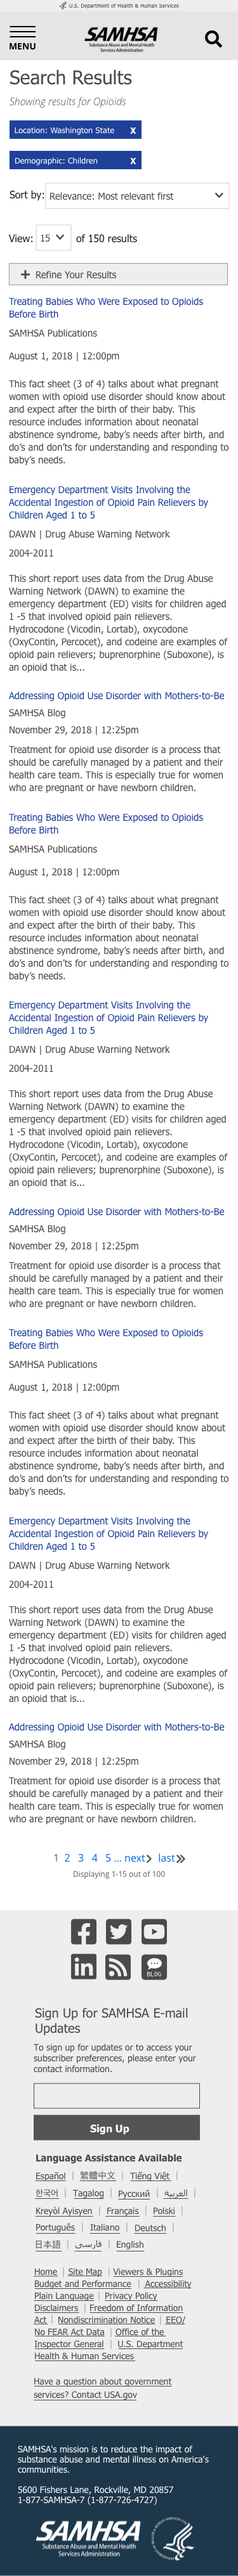 U.S. Department of Health & Human Services
MENU
SAMHSA
Substance Abuse and Mental Health
Services Administration
Search Results
Showing results for Opioids
Location: Washington State X
Demographic: Children X
Sort by: Relevance: Most relevant first
View: 15 of 150 results
+ Refine Your Results
Treating Babies Who Were Exposed to Opioids
Before Birth
SAMHSA Publications
August 1, 2018 | 12:00pm
This fact sheet (3 of 4) talks about what pregnant
women with opioid use disorder should know about
and expect after the birth of their baby. This
resource includes information about neonatal
abstinence syndrome, baby’s needs after birth, and
do’s and don’ts for understanding and responding to
baby’s needs.
Emergency Department Visits Involving the
Accidental Ingestion of Opioid Pain Relievers by
Children Aged 1 to 5
DAWN | Drug Abuse Warning Network
2004-2011
This short report uses data from the Drug Abuse
Warning Network (DAWN) to examine the
emergency department (ED) visits for children aged
1 -5 that involved opioid pain relievers.
Hydrocodone (Vicodin, Lortab), oxycodone
(OxyContin, Percocet), and codeine are examples of
opioid pain relievers; buprenorphine (Suboxone), is
an opioid that is...
Addressing Opioid Use Disorder with Mothers-to-Be
SAMHSA Blog
November 29, 2018 | 12:25pm
Treatment for opioid use disorder is a process that
should be carefully managed by a patient and their
health care team. This is especially true for women
who are pregnant or have newborn children.
Treating Babies Who Were Exposed to Opioids
Before Birth
SAMHSA Publications
August 1, 2018 | 12:00pm
This fact sheet (3 of 4) talks about what pregnant
women with opioid use disorder should know about
and expect after the birth of their baby. This
resource includes information about neonatal
abstinence syndrome, baby’s needs after birth, and
do’s and don’ts for understanding and responding to
baby’s needs.
Emergency Department Visits Involving the
Accidental Ingestion of Opioid Pain Relievers by
Children Aged 1 to 5
DAWN | Drug Abuse Warning Network
2004-2011
This short report uses data from the Drug Abuse
Warning Network (DAWN) to examine the
emergency department (ED) visits for children aged
1 -5 that involved opioid pain relievers.
Hydrocodone (Vicodin, Lortab), oxycodone
(OxyContin, Percocet), and codeine are examples of
opioid pain relievers; buprenorphine (Suboxone), is
an opioid that is...
Addressing Opioid Use Disorder with Mothers-to-Be
SAMHSA Blog
November 29, 2018 | 12:25pm
Treatment for opioid use disorder is a process that
should be carefully managed by a patient and their
health care team. This is especially true for women
who are pregnant or have newborn children.
Treating Babies Who Were Exposed to Opioids
Before Birth
SAMHSA Publications
August 1, 2018 | 12:00pm
This fact sheet (3 of 4) talks about what pregnant
women with opioid use disorder should know about
and expect after the birth of their baby. This
resource includes information about neonatal
abstinence syndrome, baby’s needs after birth, and
do’s and don’ts for understanding and responding to
baby’s needs.
Emergency Department Visits Involving the
Accidental Ingestion of Opioid Pain Relievers by
Children Aged 1 to 5
DAWN | Drug Abuse Warning Network
2004-2011
This short report uses data from the Drug Abuse
Warning Network (DAWN) to examine the
emergency department (ED) visits for children aged
1 -5 that involved opioid pain relievers.
Hydrocodone (Vicodin, Lortab), oxycodone
(OxyContin, Percocet), and codeine are examples of
opioid pain relievers; buprenorphine (Suboxone), is
an opioid that is...
Addressing Opioid Use Disorder with Mothers-to-Be
SAMHSA Blog
November 29, 2018 | 12:25pm
Treatment for opioid use disorder is a process that
should be carefully managed by a patient and their
health care team. This is especially true for women
who are pregnant or have newborn children.
1 2 3 4 5 ... next last
Displaying 1-15 out of 100
BLOG
Sign Up for SAMHSA E-mail
Updates
To sign up for updates or to access your
subscriber preferences, please enter your
contact information.
Sign Up
Language Assistance Available
Español | 繁體中文 | Tiếng Việt |
한국어 | Tagalog | Русский | العربية |
Kreyòl Ayisyen | Français | Polski |
Português | Italiano | Deutsch |
日本語 | فارسی | English
Home | Site Map | Viewers & Plugins
Budget and Performance | Accessibility
Plain Language | Privacy Policy
Disclaimers | Freedom of Information
Act | Nondiscrimination Notice | EEO/
No FEAR Act Data | Office of the
Inspector General | U.S. Department
Health & Human Services
Have a question about government
services? Contact USA.gov
SAMHSA's mission is to reduce the impact of
substance abuse and mental illness on America's
communities.
5600 Fishers Lane, Rockville, MD 20857
1-877-SAMHSA-7 (1-877-726-4727)
SAMHSA
Substance Abuse and Mental Health
Services Administration